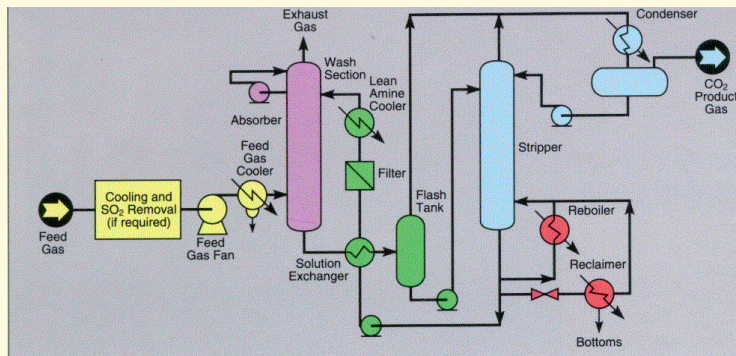 Exhaust
Gas
Condenser
Wash
Section
Lean
Amine
Cooler
CO2
Product
Gas
Absorber
Feed
Gas
Cooler
Stripper
Filter
Flash
Tank
Cooling and
SO2 Removal
(if required)
Reboiler
Feed
Gas
Feed
Gas Fan
Solution
Exchanger
Reclaimer
Bottoms